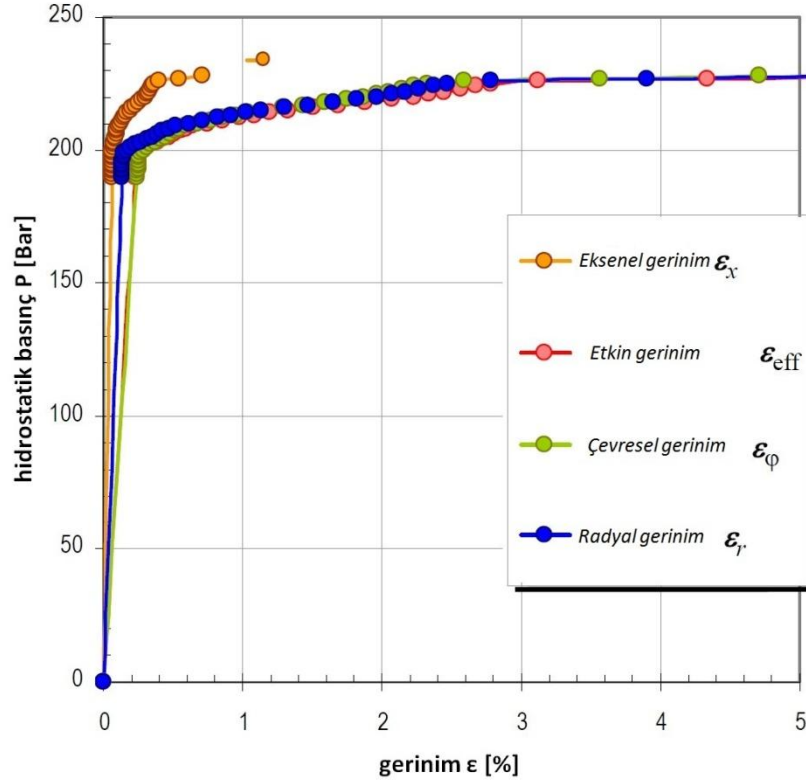 250
200
150
100
50
0
hidrostatik basınç P [Bar]
Eksenel gerinim εx
Etkin gerinim εeff
Çevresel gerinim εφ
Radyal gerinim εr
0 1 2 3 4 5
gerinim ε [%]